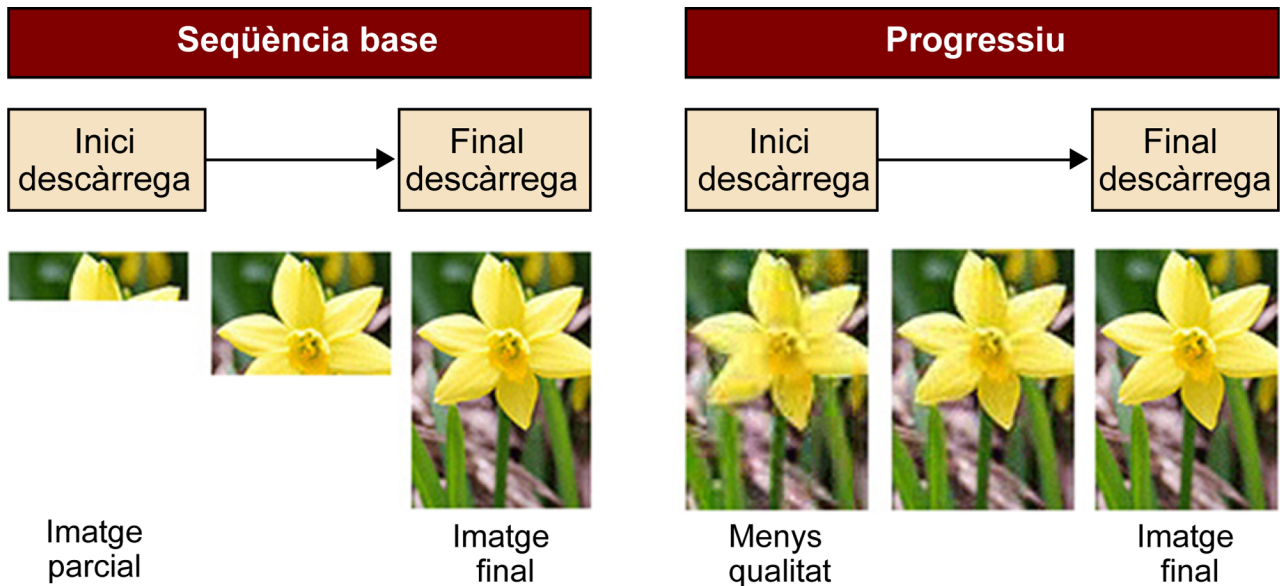 Seqüència base
Inici
descàrrega
Final
descàrrega
Imatge
parcial
Imatge
final
Progressiu
Inici
descàrrega
Final
descàrrega
Menys
qualitat
Imatge
final